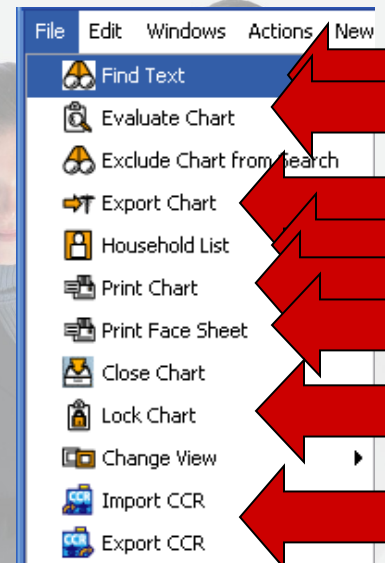 File Edit Windows Actions New
Find Text
Evaluate Chart
Exclude Chart from Search
Export Chart
Household List
Print Chart
Print Face Sheet
Close Chart
Lock Chart
Change View
Import CCR
Export CCR